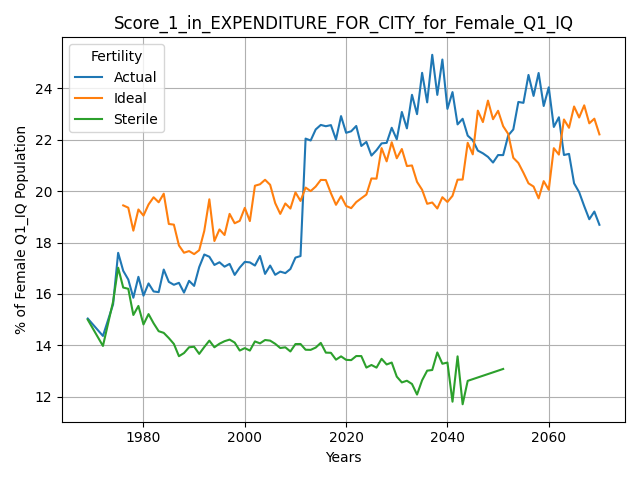 Score_1_in_EXPENDITURE_FOR_CITY_for_Female_Q1_IQ
Fertility
Actual
Ideal
Sterile
% of Female Q1_IQ Population
24
22
20
18
16
14
12
1980
2000
2020
2040
2060
Years